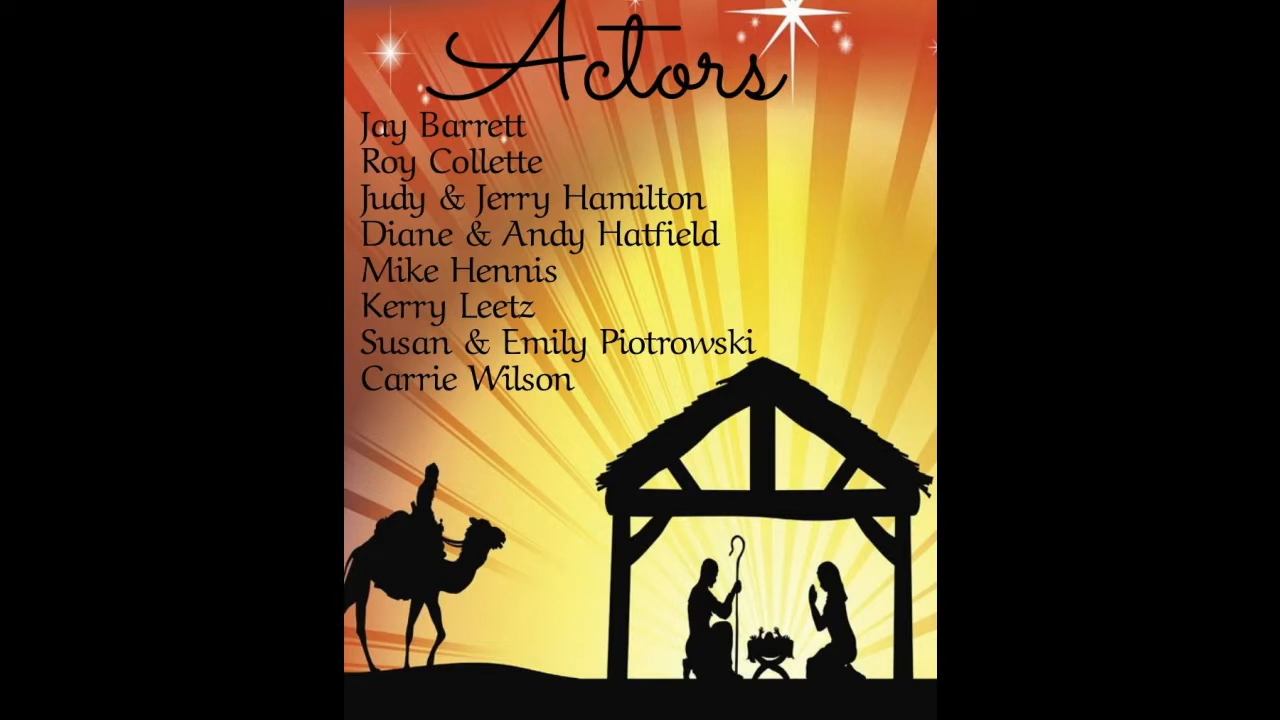 Actors
Jay Barrett
Roy Collette
Judy & Jerry Hamilton
Diane & Andy Hatfield
Mike Hennis
Kerry Leetz
Susan & Emily Piotrowski
Carrie Wilson